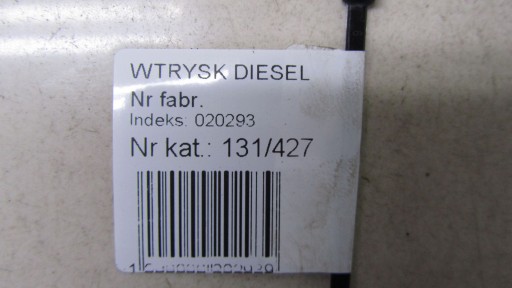 WTRYSK DIESEL
Nr fabr.
Indeks: 020293
Nr kat.: 131/427